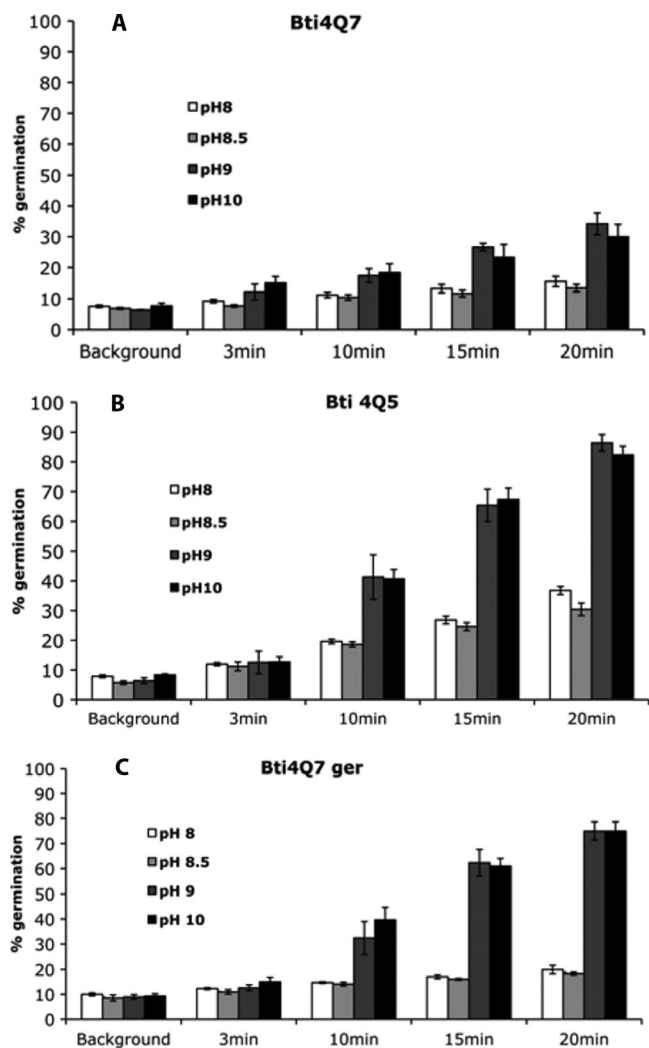 A
Bti4Q7
100
90
80
70
60
50
40
30
20
10
0
% germination
pH8
pH8.5
pH9
pH10
Background 3min 10min 15min 20min
B
Bti 4Q5
100
90
80
70
60
50
40
30
20
10
0
% germination
pH8
pH8.5
pH9
pH10
Background 3min 10min 15min 20min
C
Bti4Q7 ger
100
90
80
70
60
50
40
30
20
10
0
% germination
pH 8
pH 8.5
pH 9
pH 10
Background 3min 10min 15min 20min